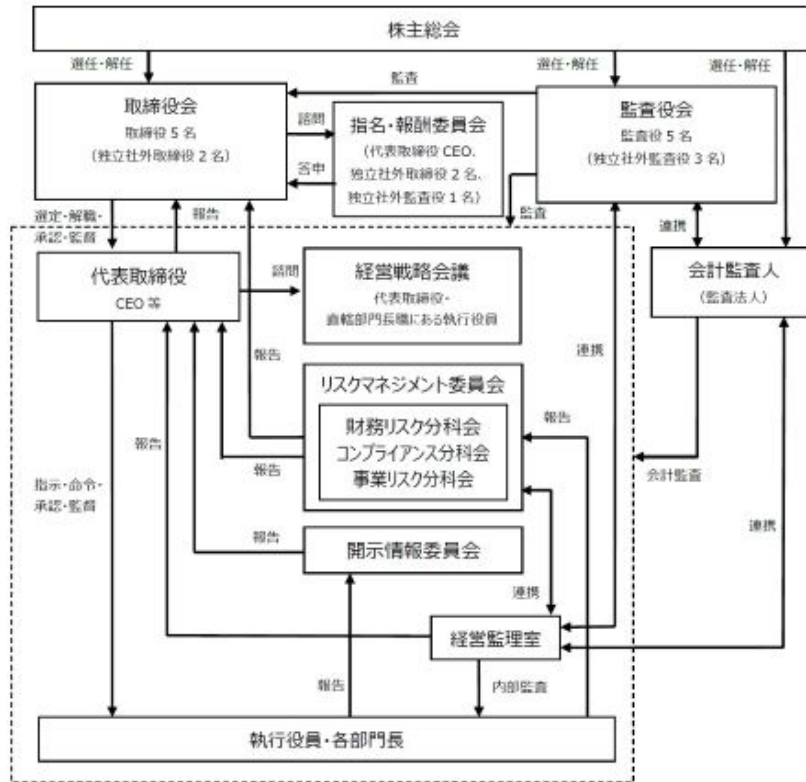 株主総会
選任・解任
選任・解任
選任・解任
監査
取締役会
取締役 5 名
(独立社外取締役 2 名)
諮問
答申
指名・報酬委員会
(代表取締役 CEO、
独立社外取締役 2 名、
独立社外監査役 1 名)
監査役会
監査役 5 名
(独立社外監査役 3 名)
選定・解職・
承認・監督
報告
監査
連携
代表取締役
CEO 等
諮問
経営戦略会議
代表取締役・
直轄部門長職にある執行役員
会計監査人
(監査法人)
報告
連携
リスクマネジメント委員会
財務リスク分科会
コンプライアンス分科会
事業リスク分科会
報告
報告
報告
会計監査
指示・命令・
承認・監督
連携
報告
開示情報委員会
連携
経営監理室
報告
内部監査
執行役員・各部門長